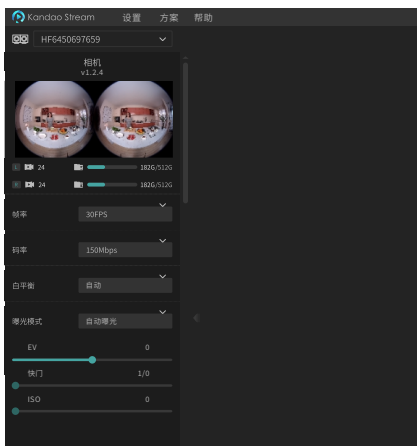 Kandao Stream 设置 方案 帮助
HF6450697659
相机
v1.2.4
L 24 182G/512G
R 24 182G/512G
帧率 30FPS
码率 150Mbps
白平衡 自动
曝光模式 自动曝光
EV 0
快门 1/0
ISO 0